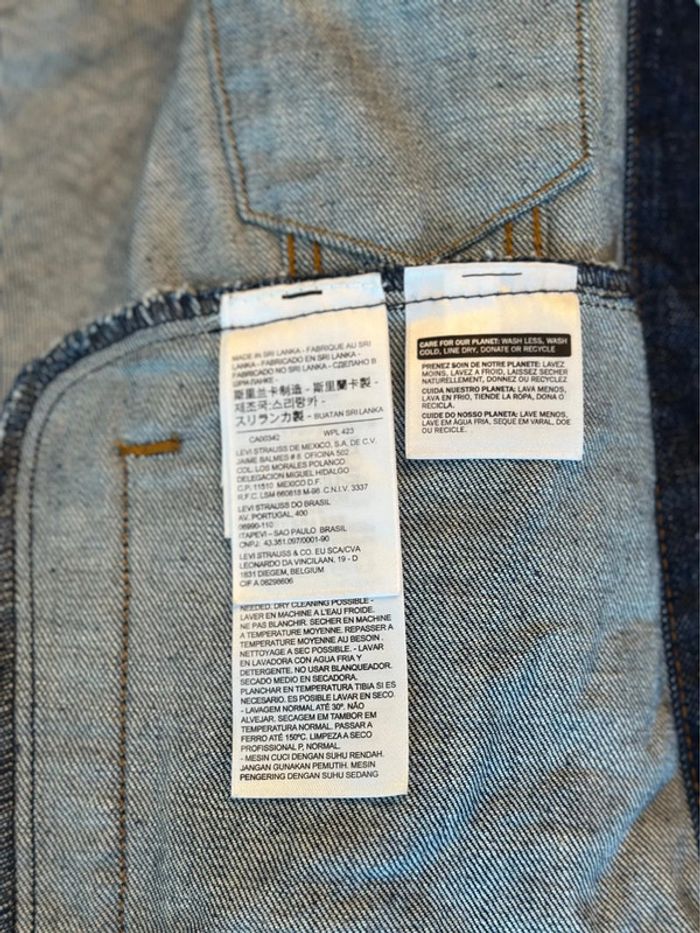 MADE IN SRI LANKA - FABRIQUE AU SRI
LANKA - FABRICADO EN SRI LANKA -
FABRICADO NO SRI LANKA - СДЕЛАНО В
ШРИ ЛАНКЕ -
斯里兰卡制造 - 斯里蘭卡製 -
제조국:스리랑카 -
スリランカ製 - BUATAN SRI LANKA
CA00342 WPL 423
LEVI STRAUSS DE MEXICO, S.A. DE C.V.
JAIME BALMES # 8. OFICINA 502
COL. LOS MORALES POLANCO
DELEGACION MIGUEL HIDALGO
C.P. 11510 MEXICO D.F.
R.F.C. LSM 660818 M-96 C.N.I.V. 3337
LEVI STRAUSS DO BRASIL
AV. PORTUGAL, 400
06990-110
ITAPEVI – SAO PAULO BRASIL
CNPJ: 43.351.097/0001-90
LEVI STRAUSS & CO. EU SCA/CVA
LEONARDO DA VINCILAAN. 19 - D
1831 DIEGEM, BELGIUM
CIF A 08298606
NEEDED. DRY CLEANING POSSIBLE -
LAVER EN MACHINE A L'EAU FROIDE.
NE PAS BLANCHIR. SECHER EN MACHINE
A TEMPERATURE MOYENNE. REPASSER A
TEMPERATURE MOYENNE AU BESOIN .
NETTOYAGE A SEC POSSIBLE. - LAVAR
EN LAVADORA CON AGUA FRIA Y
DETERGENTE. NO USAR BLANQUEADOR.
SECADO MEDIO EN SECADORA.
PLANCHAR EN TEMPERATURA TIBIA SI ES
NECESARIO. ES POSIBLE LAVAR EN SECO
- LAVAGEM NORMAL ATÉ 30º. NÃO
ALVEJAR. SECAGEM EM TAMBOR EM
TEMPERATURA NORMAL. PASSAR A
FERRO ATÉ 150ºC. LIMPEZA A SECO
PROFISSIONAL P, NORMAL.
- MESIN CUCI DENGAN SUHU RENDAH.
JANGAN GUNAKAN PEMUTIH. MESIN
PENGERING DENGAN SUHU SEDANG
CARE FOR OUR PLANET: WASH LESS, WASH
COLD, LINE DRY, DONATE OR RECYCLE
PRENEZ SOIN DE NOTRE PLANETE: LAVEZ
MOINS, LAVEZ A FROID, LAISSEZ SECHER
NATURELLEMENT, DONNEZ OU RECYCLEZ
CUIDA NUESTRO PLANETA: LAVA MENOS,
LAVA EN FRIO, TIENDE LA ROPA, DONA O
RECICLA.
CUIDE DO NOSSO PLANETA: LAVE MENOS,
LAVE EM ÁGUA FRIA, SEQUE EM VARAL, DOE
OU RECICLE.